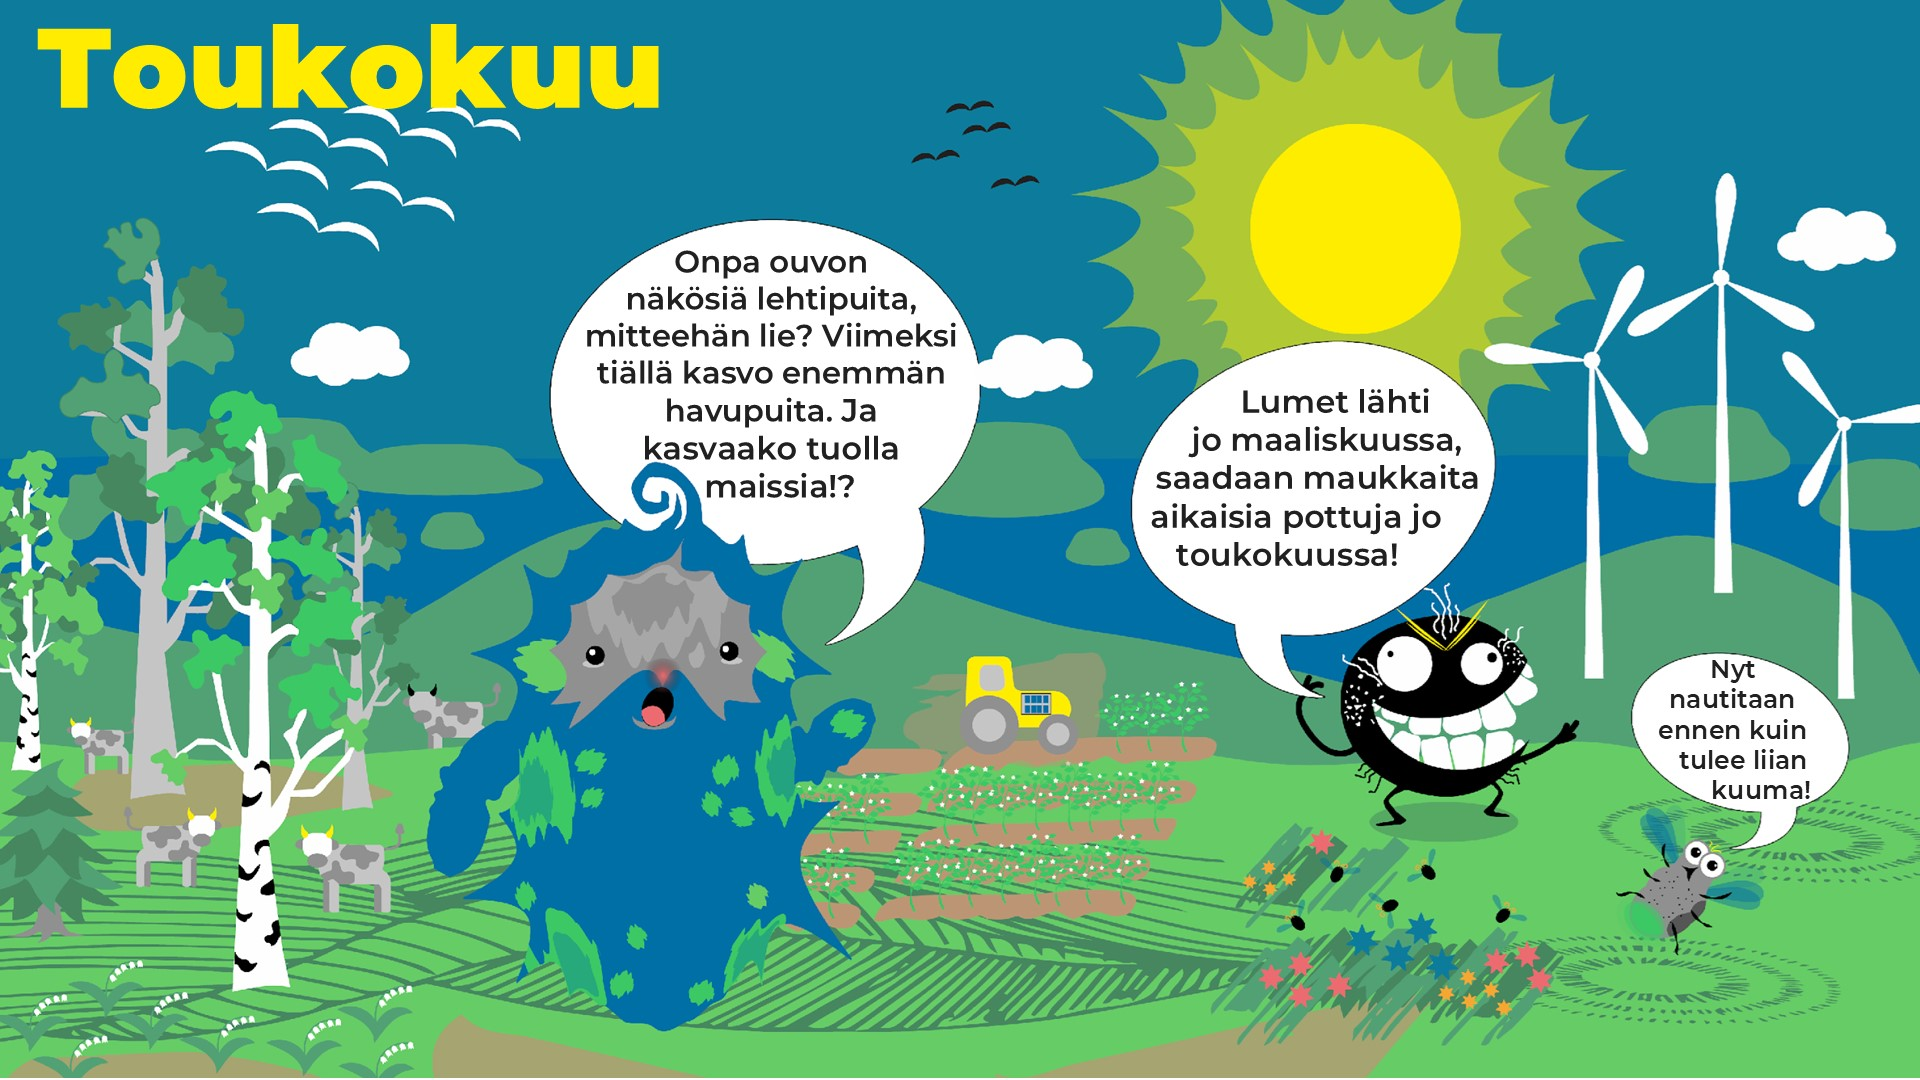 Toukokuu
Onpa ouvon
näkösiä lehtipuita,
mitteehän lie? Viimeksi
tiällä kasvo enemmän
havupuita. Ja
kasvaako tuolla
maissia!?
Lumet lähti
jo maaliskuussa,
saadaan maukkaita
aikaisia pottuja jo
toukokuussa!
Nyt
nautitaan
ennen kuin
tulee liian
kuuma!